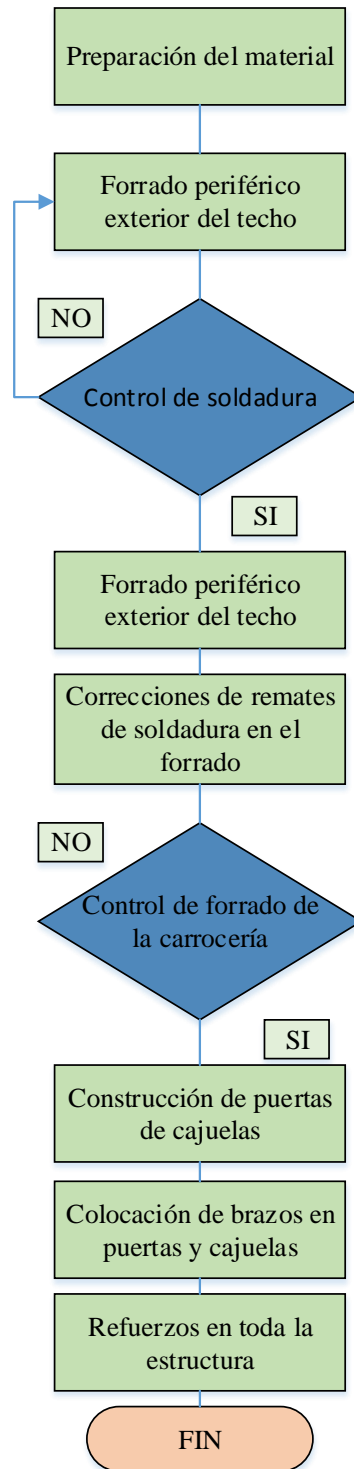 Preparación del material
Forrado periférico
exterior del techo
NO
Control de soldadura
SI
Forrado periférico
exterior del techo
Correcciones de remates
de soldadura en el
forrado
NO
Control de forrado de
la carrocería
SI
Construcción de puertas
de cajuelas
Colocación de brazos en
puertas y cajuelas
Refuerzos en toda la
estructura
FIN